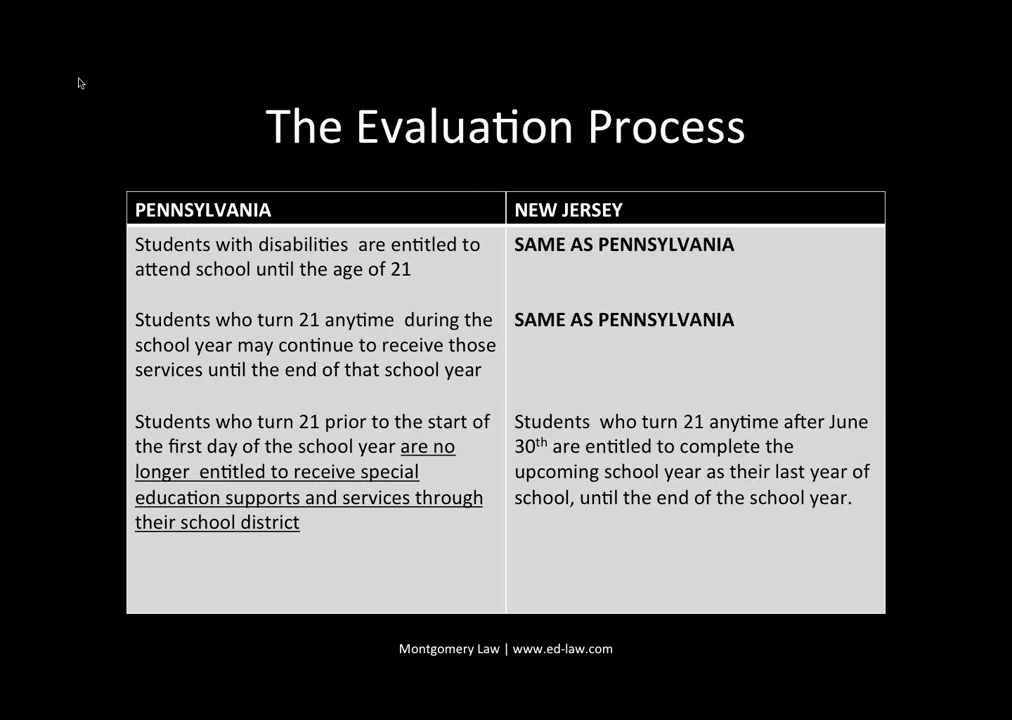 The Evaluation Process
PENNSYLVANIA
NEW JERSEY
Students with disabilities  are entitled to
attend school until the age of 21
SAME AS PENNSYLVANIA
Students who turn 21 anytime  during the
school year may continue to receive those
services until the end of that school year
SAME AS PENNSYLVANIA
Students who turn 21 prior to the start of
the first day of the school year are no
longer  entitled to receive special
education supports and services through
their school district
Students  who turn 21 anytime after June
30th are entitled to complete the
upcoming school year as their last year of
school, until the end of the school year.
Montgomery Law | www.ed-law.com